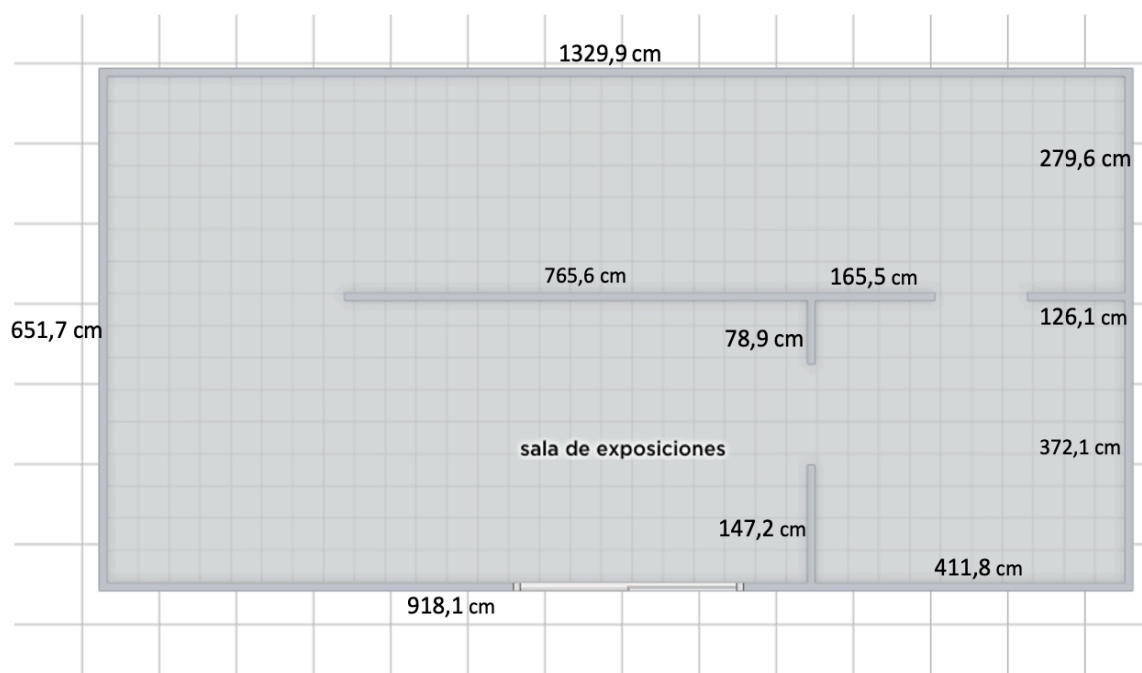 1329,9 cm
279,6 cm
765,6 cm
165,5 cm
126,1 cm
651,7 cm
78,9 cm
sala de exposiciones
372,1 cm
147,2 cm
411,8 cm
918,1 cm